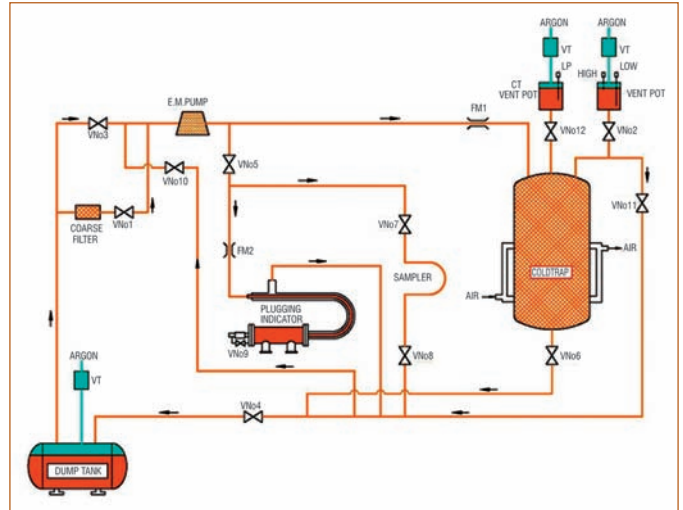 ARGON
ARGON
VT
VT
LP
HIGH
LOW
CT
VENT POT
VENT POT
E.M.PUMP
FM1
VNo3
VNo12
VNo2
VNo5
VNo10
VNo1
COARSE
FILTER
VNo7
VNo11
FM2
SAMPLER
AIR
COLDTRAP
AIR
PLUGGING
INDICATOR
VNo9
VNo8
VNo6
ARGON
VT
VNo4
DUMP TANK